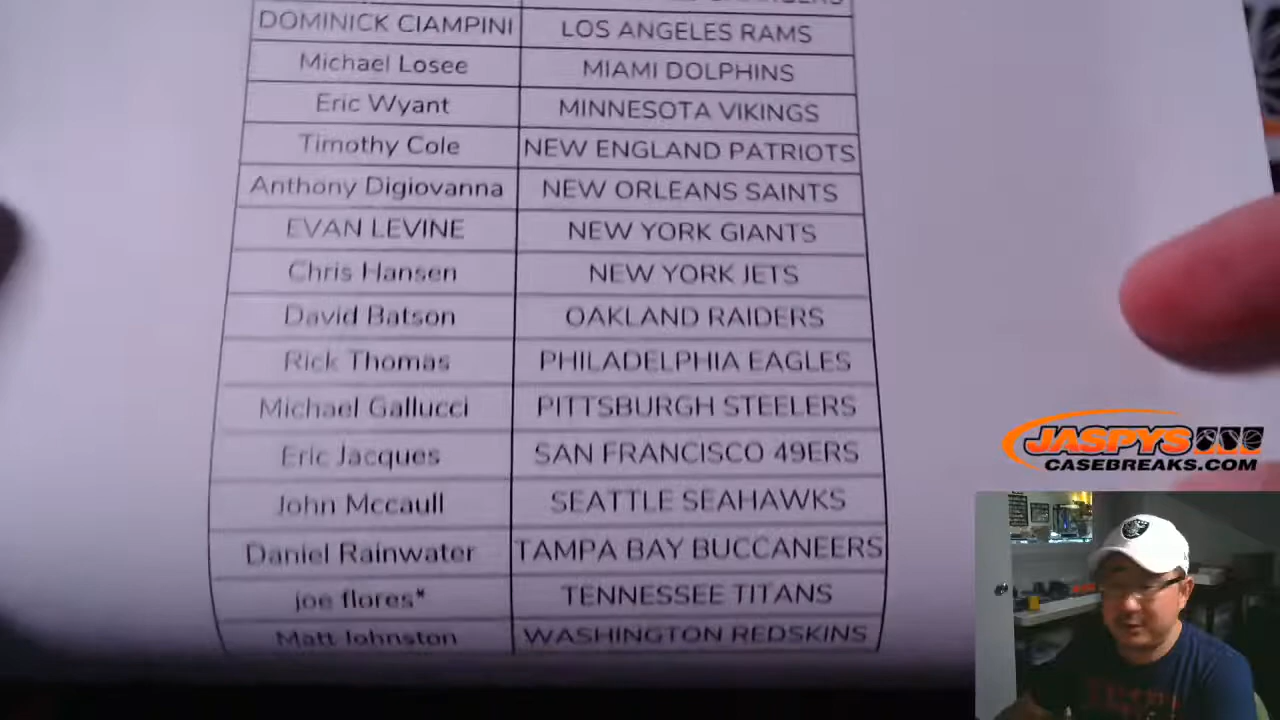 DOMINICK CIAMPINI LOS ANGELES RAMS
Michael Losee MIAMI DOLPHINS
Eric Wyant MINNESOTA VIKINGS
Timothy Cole NEW ENGLAND PATRIOTS
Anthony Digiovanna NEW ORLEANS SAINTS
EVAN LEVINE NEW YORK GIANTS
Chris Hansen NEW YORK JETS
David Batson OAKLAND RAIDERS
Rick Thomas PHILADELPHIA EAGLES
Michael Gallucci PITTSBURGH STEELERS
Eric Jacques SAN FRANCISCO 49ERS
John Mccaull SEATTLE SEAHAWKS
Daniel Rainwater TAMPA BAY BUCCANEERS
joe flores* TENNESSEE TITANS
Matt Johnston WASHINGTON REDSKINS
JASPYS
CASEBREAKS.COM